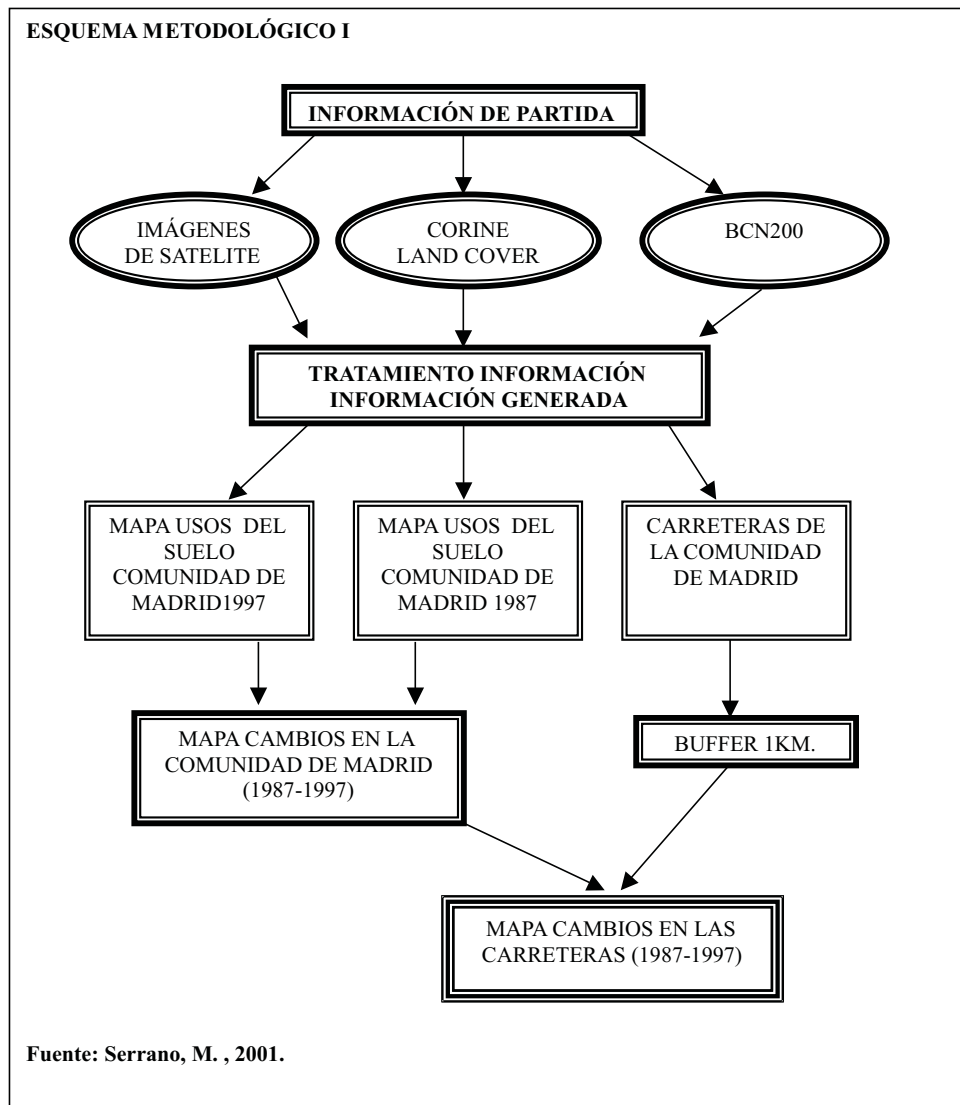 ESQUEMA METODOLÓGICO I
INFORMACIÓN DE PARTIDA
IMÁGENES
DE SATELITE
CORINE
LAND COVER
BCN200
TRATAMIENTO INFORMACIÓN
INFORMACIÓN GENERADA
MAPA USOS DEL
SUELO
COMUNIDAD DE
MADRID1997
MAPA USOS DEL
SUELO
COMUNIDAD DE
MADRID 1987
CARRETERAS DE
LA COMUNIDAD
DE MADRID
MAPA CAMBIOS EN LA
COMUNIDAD DE MADRID
(1987-1997)
BUFFER 1KM.
MAPA CAMBIOS EN LAS
CARRETERAS (1987-1997)
Fuente: Serrano, M. , 2001.